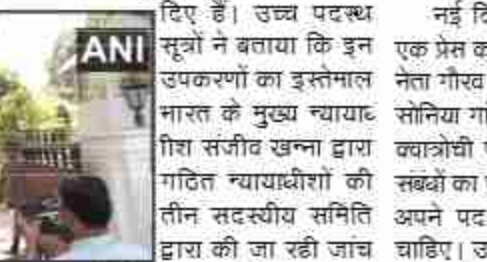 ANI
दिए हैं। उच्च पदस्थ
सूत्रों ने बताया कि इन
उपकरणों का इस्तेमाल
भारत के मुख्य न्यायाध
ीश संजीव खन्ना द्वारा
गठित न्यायाधीशों की
तीन सदस्यीय समिति
द्वारा की जा रही जांच
नई दि
एक प्रेस क
नेता गौरव
सोनिया गां
क्वात्रोची
संबंधों का
अपने पद
चाहिए। उ